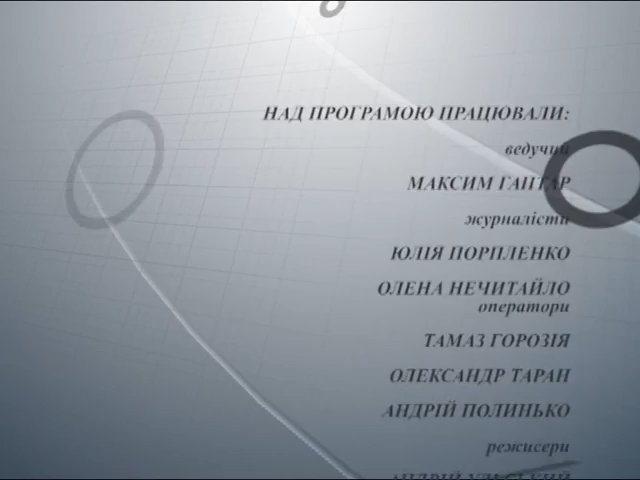 НАД ПРОГРАМОЮ ПРАЦЮВАЛИ:
ведучий
МАКСИМ ГАПТАР
журналісти
ЮЛІЯ ПОРПЛЕНКО
ОЛЕНА НЕЧИТАЙЛО
оператори
ТАМАЗ ГОРОЗІЯ
ОЛЕКСАНДР ТАРАН
АНДРІЙ ПОЛИНЬКО
режисери
АНДРІЙ